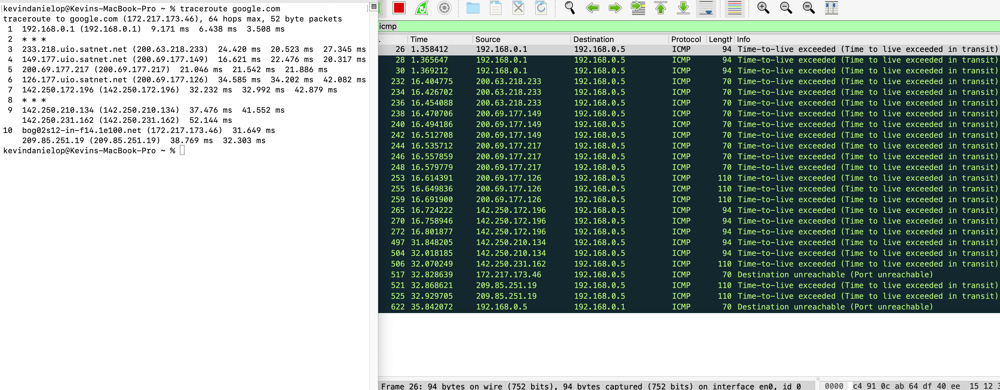 kevindanielop@Kevins-MacBook-Pro ~ % traceroute google.com
traceroute to google.com (172.217.173.46), 64 hops max, 52 byte packets
1 192.168.0.1 (192.168.0.1) 9.171 ms 6.438 ms 3.508 ms
2 * * *
3 233.218.uio.satnet.net (200.63.218.233) 24.420 ms 20.523 ms 27.345 ms
4 149.177.uio.satnet.net (200.69.177.149) 16.621 ms 22.476 ms 20.317 ms
5 200.69.177.217 (200.69.177.217) 21.046 ms 21.542 ms 21.886 ms
6 126.177.uio.satnet.net (200.69.177.126) 34.585 ms 34.202 ms 42.082 ms
7 142.250.172.196 (142.250.172.196) 32.232 ms 32.992 ms 42.879 ms
8 * * *
9 142.250.210.134 (142.250.210.134) 37.476 ms 41.552 ms
142.250.231.162 (142.250.231.162) 52.144 ms
10 bog02s12-in-f14.1e100.net (172.217.173.46) 31.649 ms
209.85.251.19 (209.85.251.19) 38.769 ms 32.303 ms
kevindanielop@Kevins-MacBook-Pro ~ %
icmp
Time Source Destination Protocol Length Info
26 1.358412 192.168.0.1 192.168.0.5 ICMP 94 Time-to-live exceeded (Time to live exceeded in transit)
28 1.365647 192.168.0.1 192.168.0.5 ICMP 94 Time-to-live exceeded (Time to live exceeded in transit)
30 1.369212 192.168.0.1 192.168.0.5 ICMP 94 Time-to-live exceeded (Time to live exceeded in transit)
232 16.404775 200.63.218.233 192.168.0.5 ICMP 70 Time-to-live exceeded (Time to live exceeded in transit)
234 16.426702 200.63.218.233 192.168.0.5 ICMP 70 Time-to-live exceeded (Time to live exceeded in transit)
236 16.454088 200.63.218.233 192.168.0.5 ICMP 70 Time-to-live exceeded (Time to live exceeded in transit)
238 16.470706 200.69.177.149 192.168.0.5 ICMP 70 Time-to-live exceeded (Time to live exceeded in transit)
240 16.494186 200.69.177.149 192.168.0.5 ICMP 70 Time-to-live exceeded (Time to live exceeded in transit)
242 16.512708 200.69.177.149 192.168.0.5 ICMP 70 Time-to-live exceeded (Time to live exceeded in transit)
244 16.535712 200.69.177.217 192.168.0.5 ICMP 70 Time-to-live exceeded (Time to live exceeded in transit)
246 16.557859 200.69.177.217 192.168.0.5 ICMP 70 Time-to-live exceeded (Time to live exceeded in transit)
248 16.579779 200.69.177.217 192.168.0.5 ICMP 70 Time-to-live exceeded (Time to live exceeded in transit)
253 16.614391 200.69.177.126 192.168.0.5 ICMP 110 Time-to-live exceeded (Time to live exceeded in transit)
255 16.649836 200.69.177.126 192.168.0.5 ICMP 110 Time-to-live exceeded (Time to live exceeded in transit)
259 16.691900 200.69.177.126 192.168.0.5 ICMP 110 Time-to-live exceeded (Time to live exceeded in transit)
265 16.724222 142.250.172.196 192.168.0.5 ICMP 94 Time-to-live exceeded (Time to live exceeded in transit)
270 16.758946 142.250.172.196 192.168.0.5 ICMP 94 Time-to-live exceeded (Time to live exceeded in transit)
272 16.801877 142.250.172.196 192.168.0.5 ICMP 94 Time-to-live exceeded (Time to live exceeded in transit)
497 31.848205 142.250.210.134 192.168.0.5 ICMP 94 Time-to-live exceeded (Time to live exceeded in transit)
504 32.018185 142.250.210.134 192.168.0.5 ICMP 94 Time-to-live exceeded (Time to live exceeded in transit)
506 32.070249 142.250.231.162 192.168.0.5 ICMP 110 Time-to-live exceeded (Time to live exceeded in transit)
517 32.828639 172.217.173.46 192.168.0.5 ICMP 70 Destination unreachable (Port unreachable)
521 32.868621 209.85.251.19 192.168.0.5 ICMP 110 Time-to-live exceeded (Time to live exceeded in transit)
525 32.929705 209.85.251.19 192.168.0.5 ICMP 110 Time-to-live exceeded (Time to live exceeded in transit)
622 35.842072 192.168.0.5 192.168.0.1 ICMP 70 Destination unreachable (Port unreachable)
Frame 26: 94 bytes on wire (752 bits), 94 bytes captured (752 bits) on interface en0, id 0
0000 c4 91 0c ab 64 df 40 ee 15 12